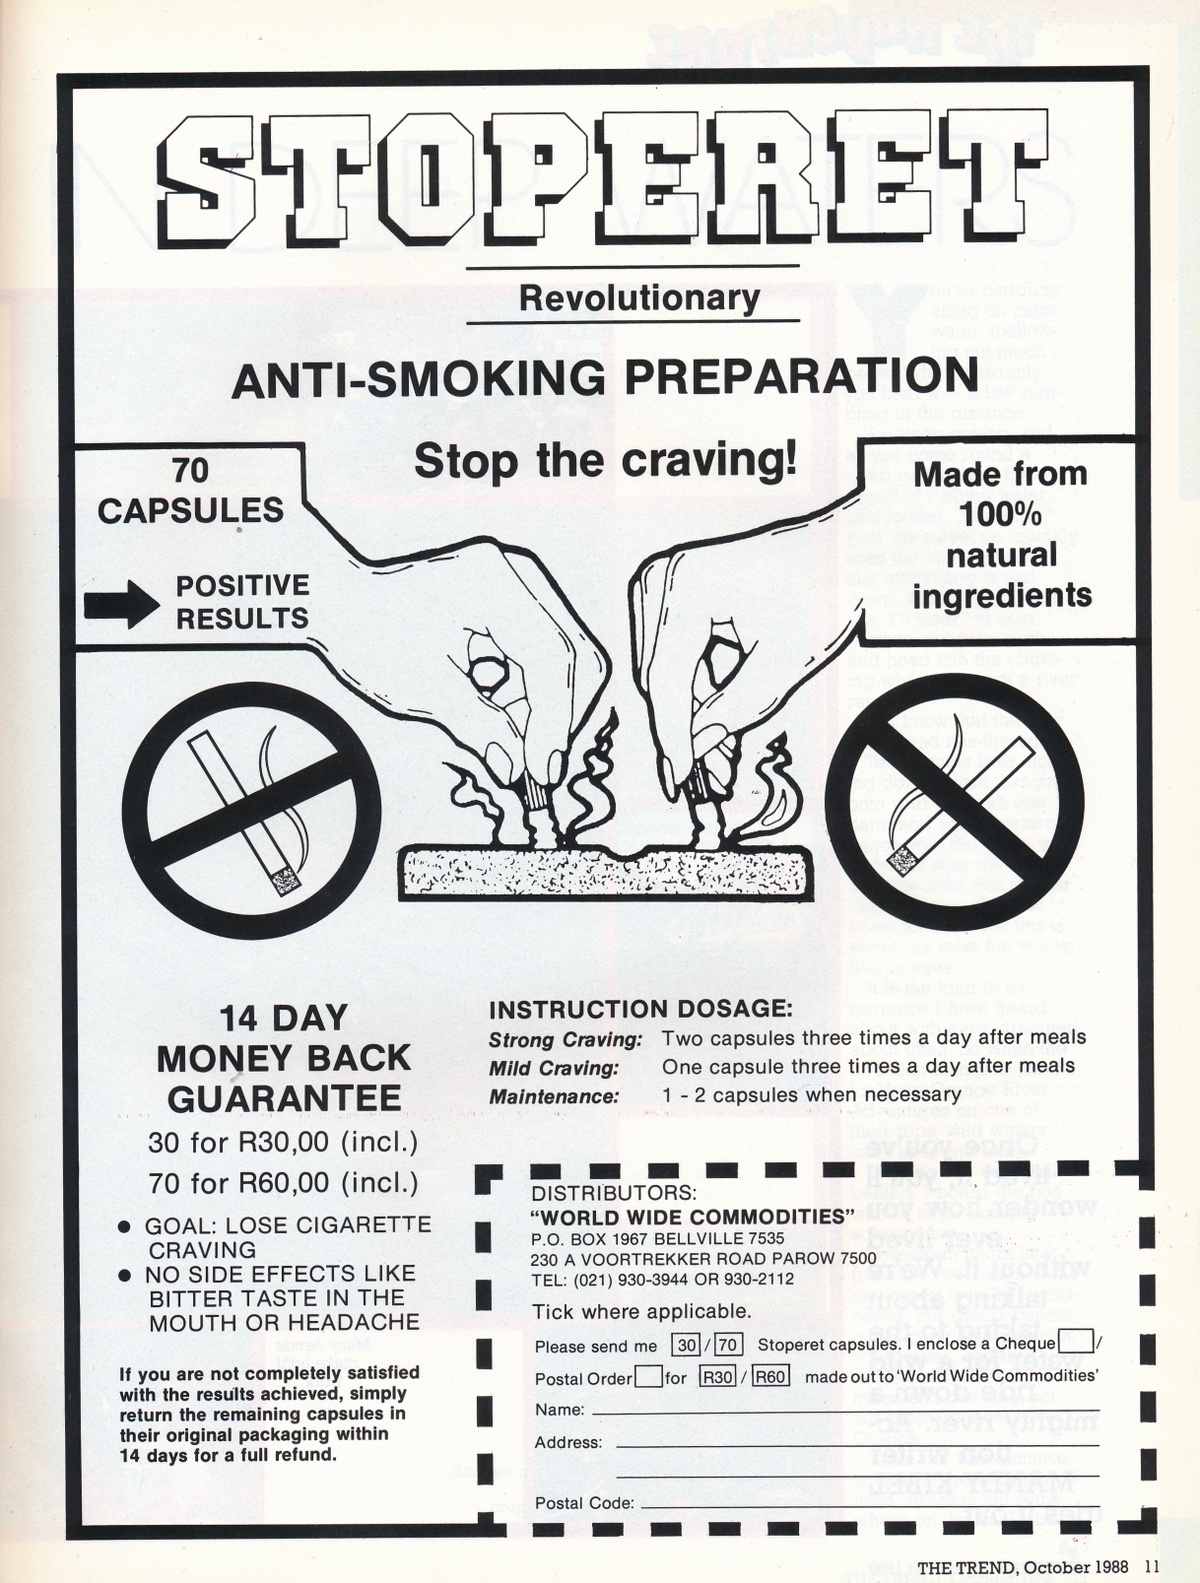 STOPERET
Revolutionary
ANTI-SMOKING PREPARATION
Stop the craving!
70
CAPSULES
POSITIVE
RESULTS
Made from
100%
natural
ingredients
14 DAY
MONEY BACK
GUARANTEE
30 for R30,00 (incl.)
70 for R60,00 (incl.)
● GOAL: LOSE CIGARETTE
CRAVING
● NO SIDE EFFECTS LIKE
BITTER TASTE IN THE
MOUTH OR HEADACHE
If you are not completely satisfied
with the results achieved, simply
return the remaining capsules in
their original packaging within
14 days for a full refund.
INSTRUCTION DOSAGE:
Strong Craving: Two capsules three times a day after meals
Mild Craving: One capsule three times a day after meals
Maintenance: 1 - 2 capsules when necessary
DISTRIBUTORS:
“WORLD WIDE COMMODITIES”
P.O. BOX 1967 BELLVILLE 7535
230 A VOORTREKKER ROAD PAROW 7500
TEL: (021) 930-3944 OR 930-2112
Tick where applicable.
Please send me 30 / 70 Stoperet capsules. I enclose a Cheque /
Postal Order for R30 / R60 made out to ‘World Wide Commodities’
Name:
Address:
Postal Code:
THE TREND, October 1988 11